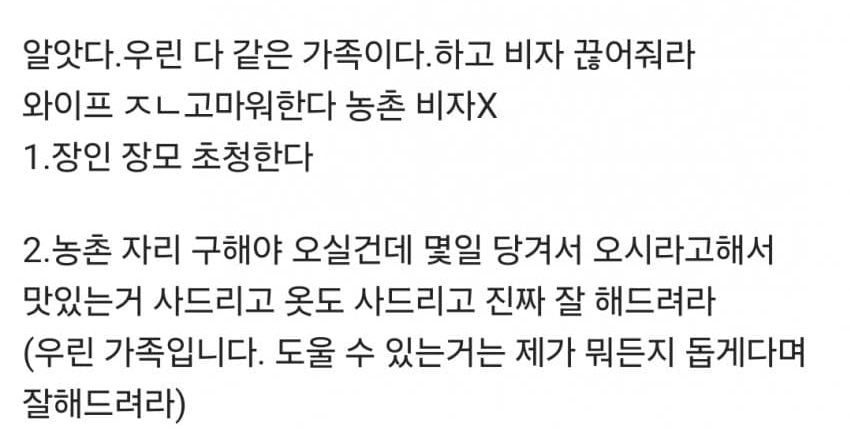 알앗다.우린 다 같은 가족이다.하고 비자 끊어줘라
와이프 ㅈㄴ고마워한다 농촌 비자X
1.장인 장모 초청한다
2.농촌 자리 구해야 오실건데 몇일 당겨서 오시라고해서
맛있는거 사드리고 옷도 사드리고 진짜 잘 해드려라
(우린 가족입니다. 도울 수 있는거는 제가 뭐든지 돕게다며
잘해드려라)